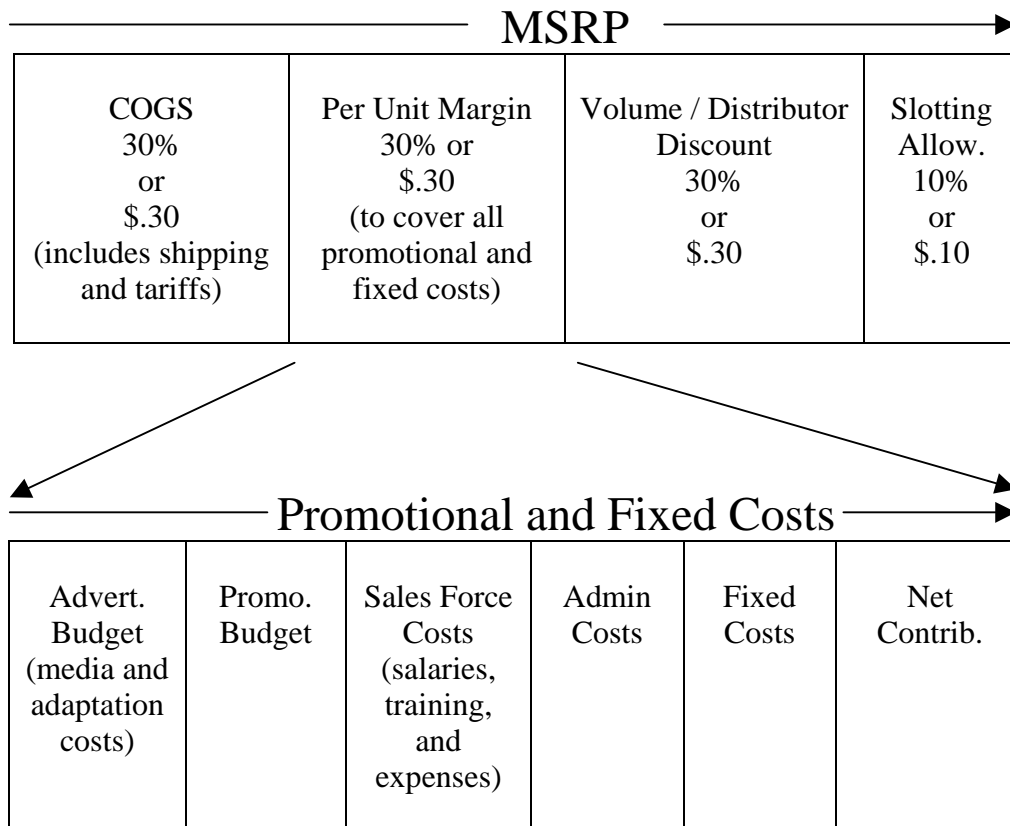 MSRP
COGS
30%
or
$.30
(includes shipping
and tariffs)
Per Unit Margin
30% or
$.30
(to cover all
promotional and
fixed costs)
Volume / Distributor
Discount
30%
or
$.30
Slotting
Allow.
10%
or
$.10
Promotional and Fixed Costs
Advert.
Budget
(media and
adaptation
costs)
Promo.
Budget
Sales Force
Costs
(salaries,
training,
and
expenses)
Admin
Costs
Fixed
Costs
Net
Contrib.